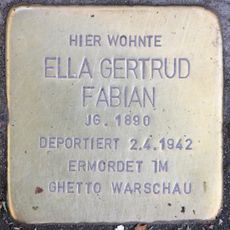 HIER WOHNTE
ELLA GERTRUD
FABIAN
JG. 1890
DEPORTIERT 2.4.1942
ERMORDET IM
GHETTO WARSCHAU